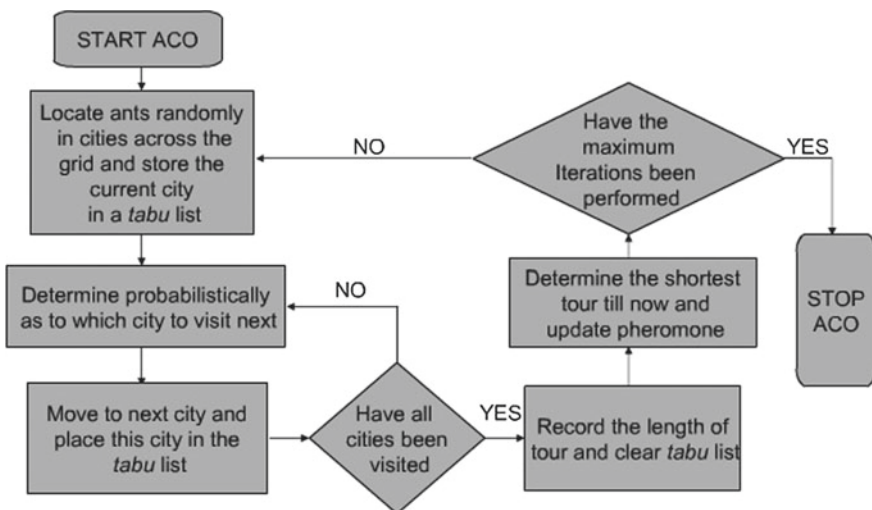 START ACO
Locate ants randomly
in cities across the
grid and store the
current city
in a tabu list
Determine probabilistically
as to which city to visit next
Move to next city and
place this city in the
tabu list
Have all
cities been
visited
NO
YES
Record the length of
tour and clear tabu list
Determine the shortest
tour till now and
update pheromone
Have the
maximum
Iterations been
performed
NO
YES
STOP
ACO